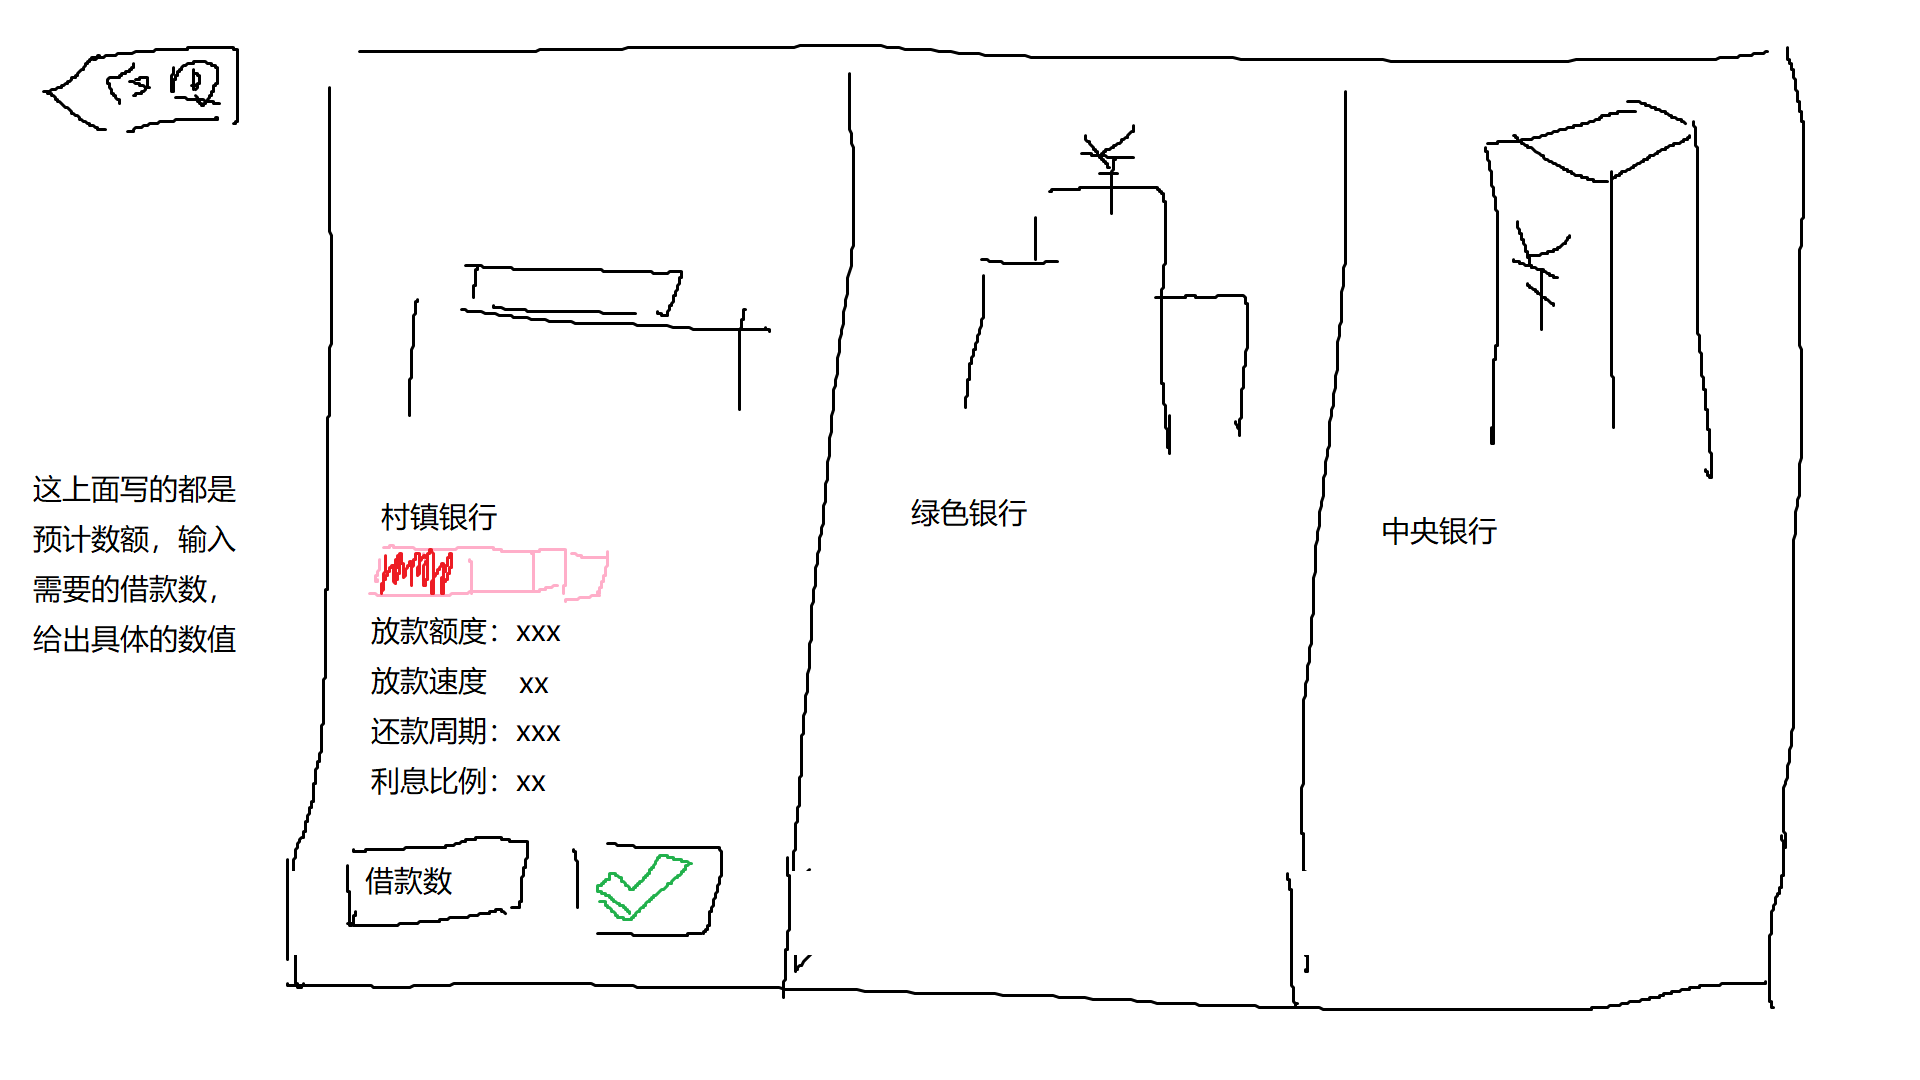 这上面写的都是
预计数额，输入
需要的借款数，
给出具体的数值
村镇银行
放款额度：xxx
放款速度 xx
还款周期：xxx
利息比例：xx
借款数
¥
绿色银行
¥
中央银行